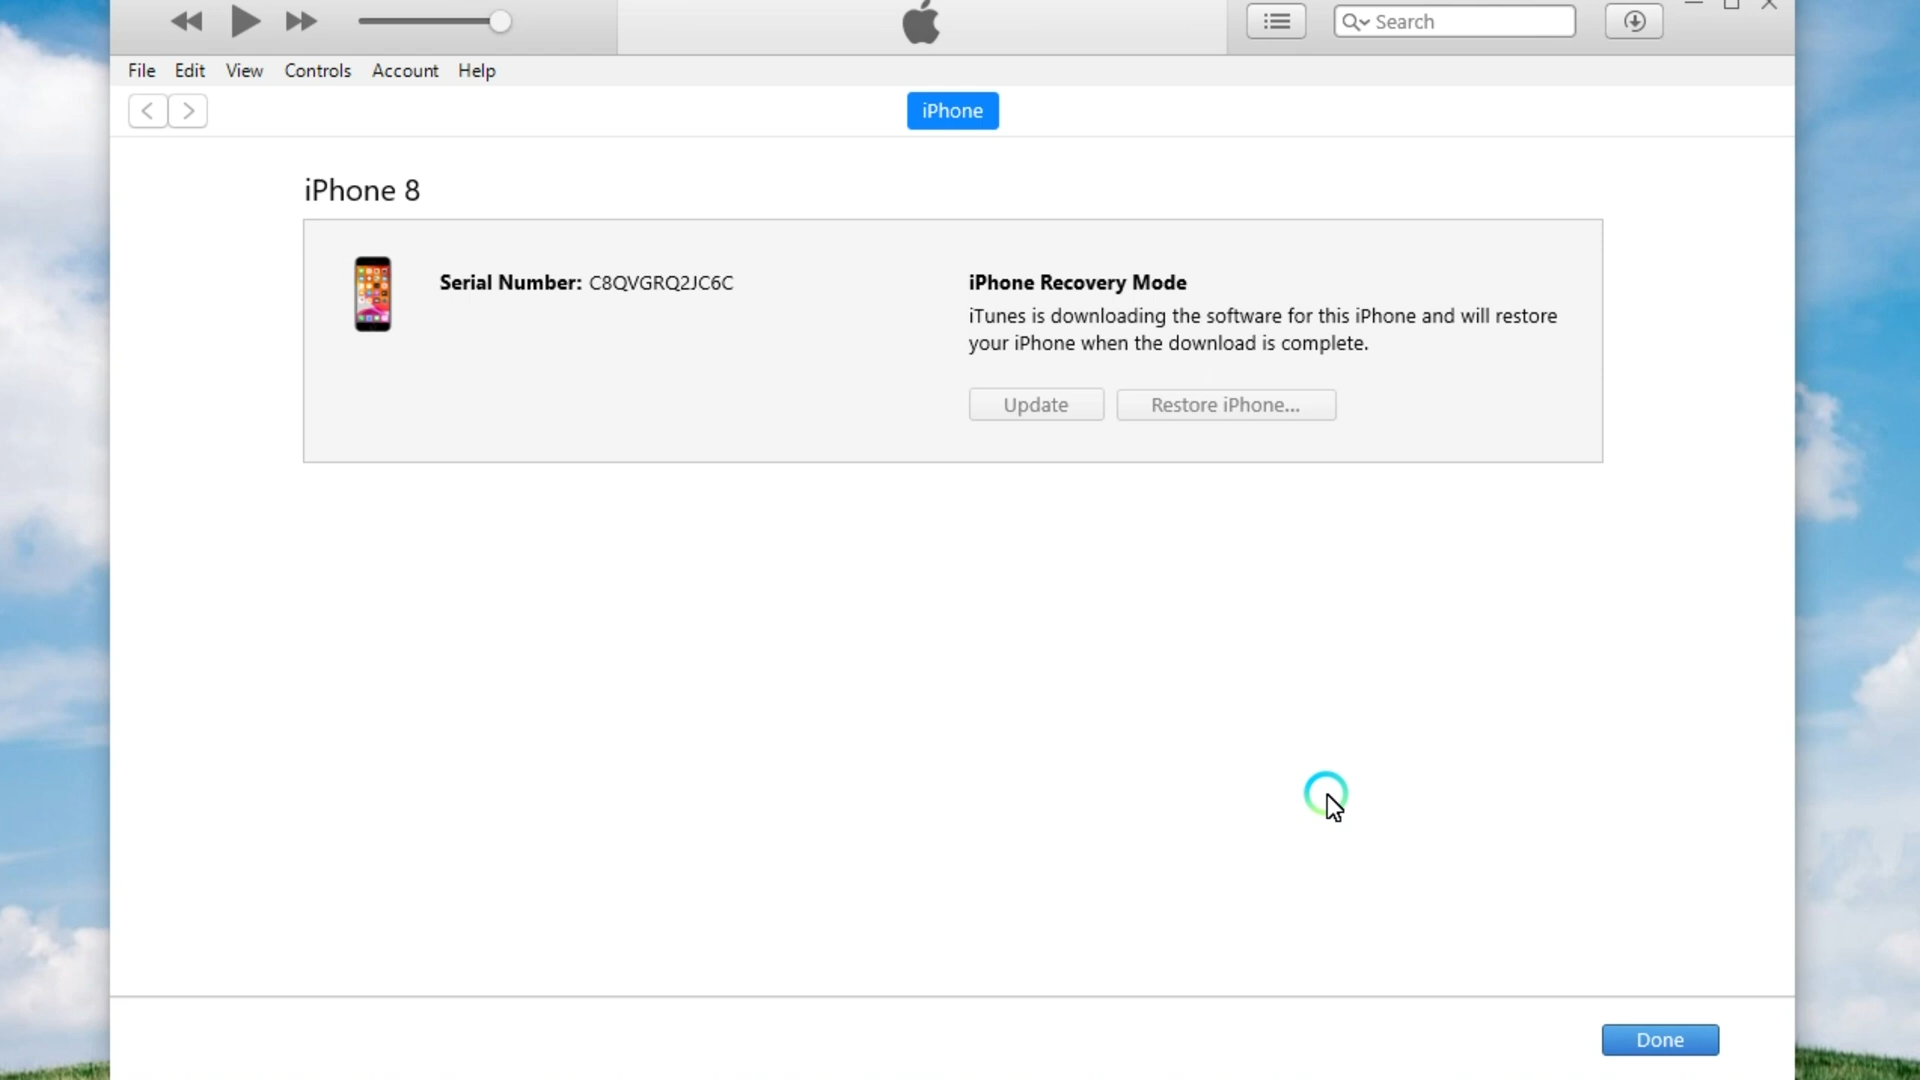 Search
File Edit View Controls Account Help
iPhone
iPhone 8
Serial Number: C8QVGRQ2JC6C
iPhone Recovery Mode
iTunes is downloading the software for this iPhone and will restore
your iPhone when the download is complete.
Update Restore iPhone...
Done